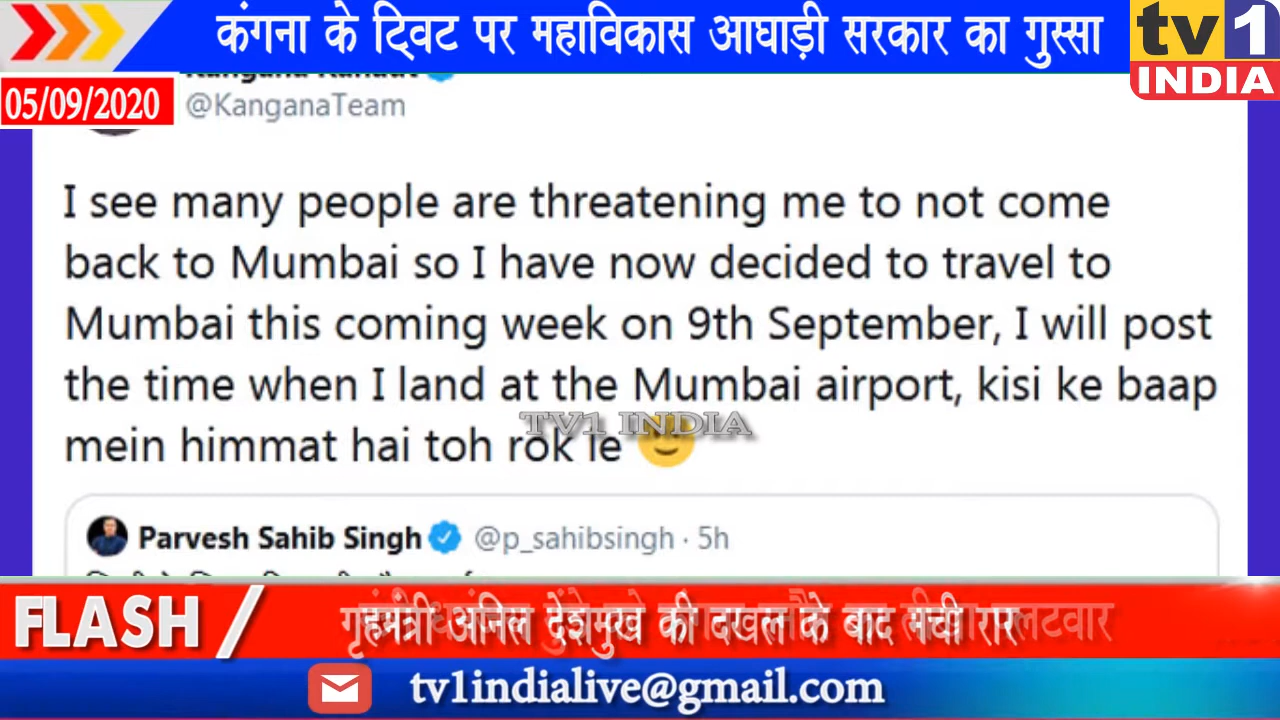 कंगना के ट्विट पर महाविकास आघाड़ी सरकार का गुस्सा
tv1
INDIA
05/09/2020
@KanganaTeam
I see many people are threatening me to not come
back to Mumbai so I have now decided to travel to
Mumbai this coming week on 9th September, I will post
the time when I land at the Mumbai airport, kisi ke baap
mein himmat hai toh rok le
TV1 INDIA
Parvesh Sahib Singh @p_sahibsingh · 5h
FLASH / गृहमंत्री अनिल देशमुख की दखल के बाद मची रार
tv1indialive@gmail.com